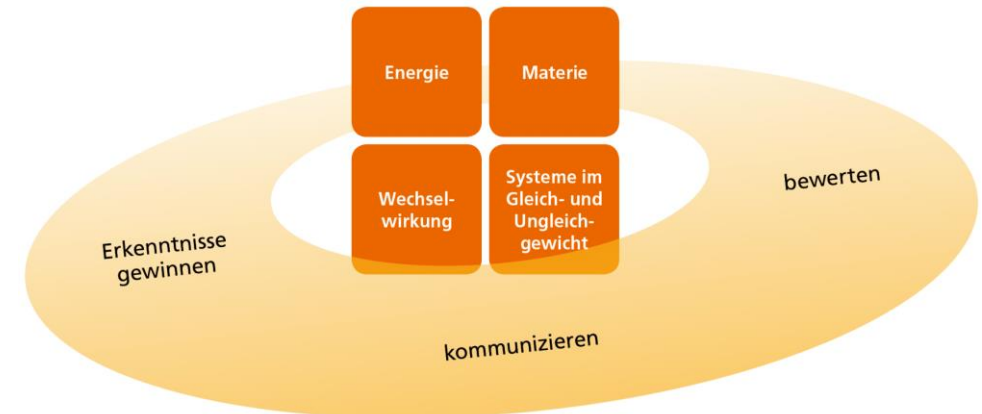 Energie
Materie
Wechsel-
wirkung
Systeme im
Gleich- und
Ungleich-
gewicht
bewerten
Erkenntnisse
gewinnen
kommunizieren